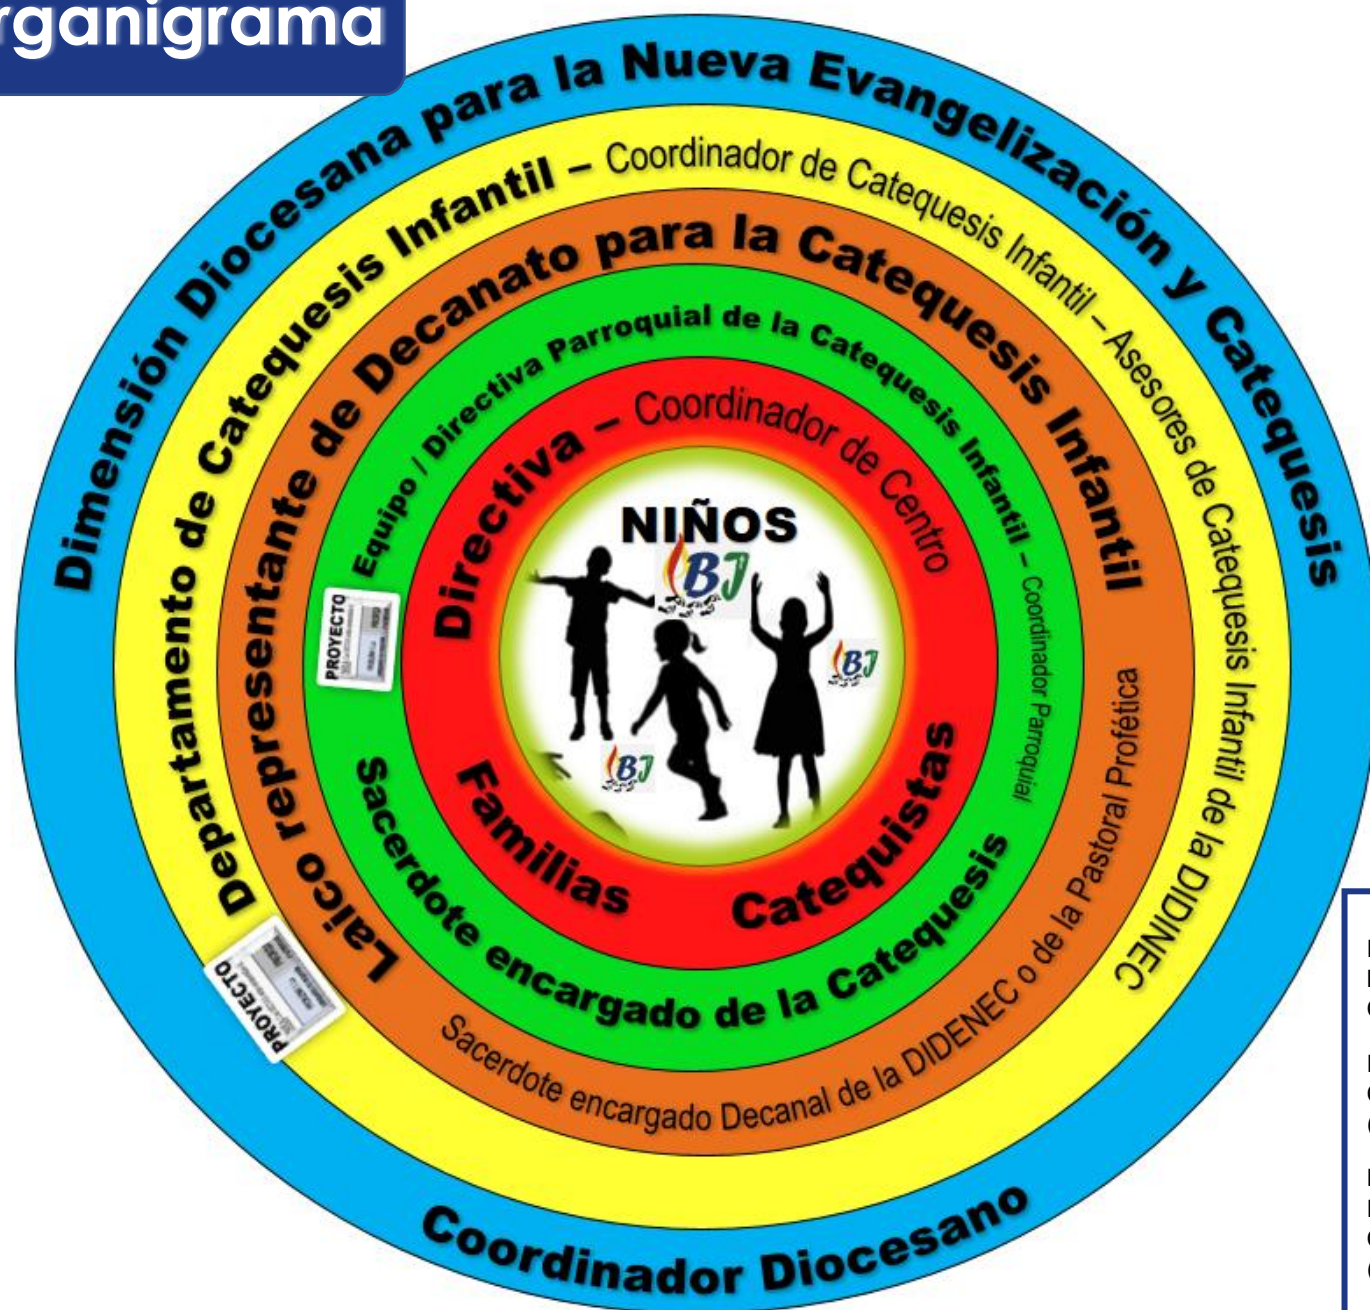 rganigrama
Dimensión Diocesana para la Nueva Evangelización y Catequesis
Coordinador Diocesano
Departamento de Catequesis Infantil – Coordinador de Catequesis Infantil – Asesores de Catequesis Infantil de la DIDINEC
PROYECTO
Laico representante de Decanato para la Catequesis Infantil
Sacerdote encargado Decanal de la DIDENEC o de la Pastoral Profética
Equipo / Directiva Parroquial de la Catequesis Infantil – Coordinador Parroquial
PROYECTO
Sacerdote encargado de la Catequesis
Directiva – Coordinador de Centro
Familias
Catequistas
NIÑOS
BJ
BJ
BJ